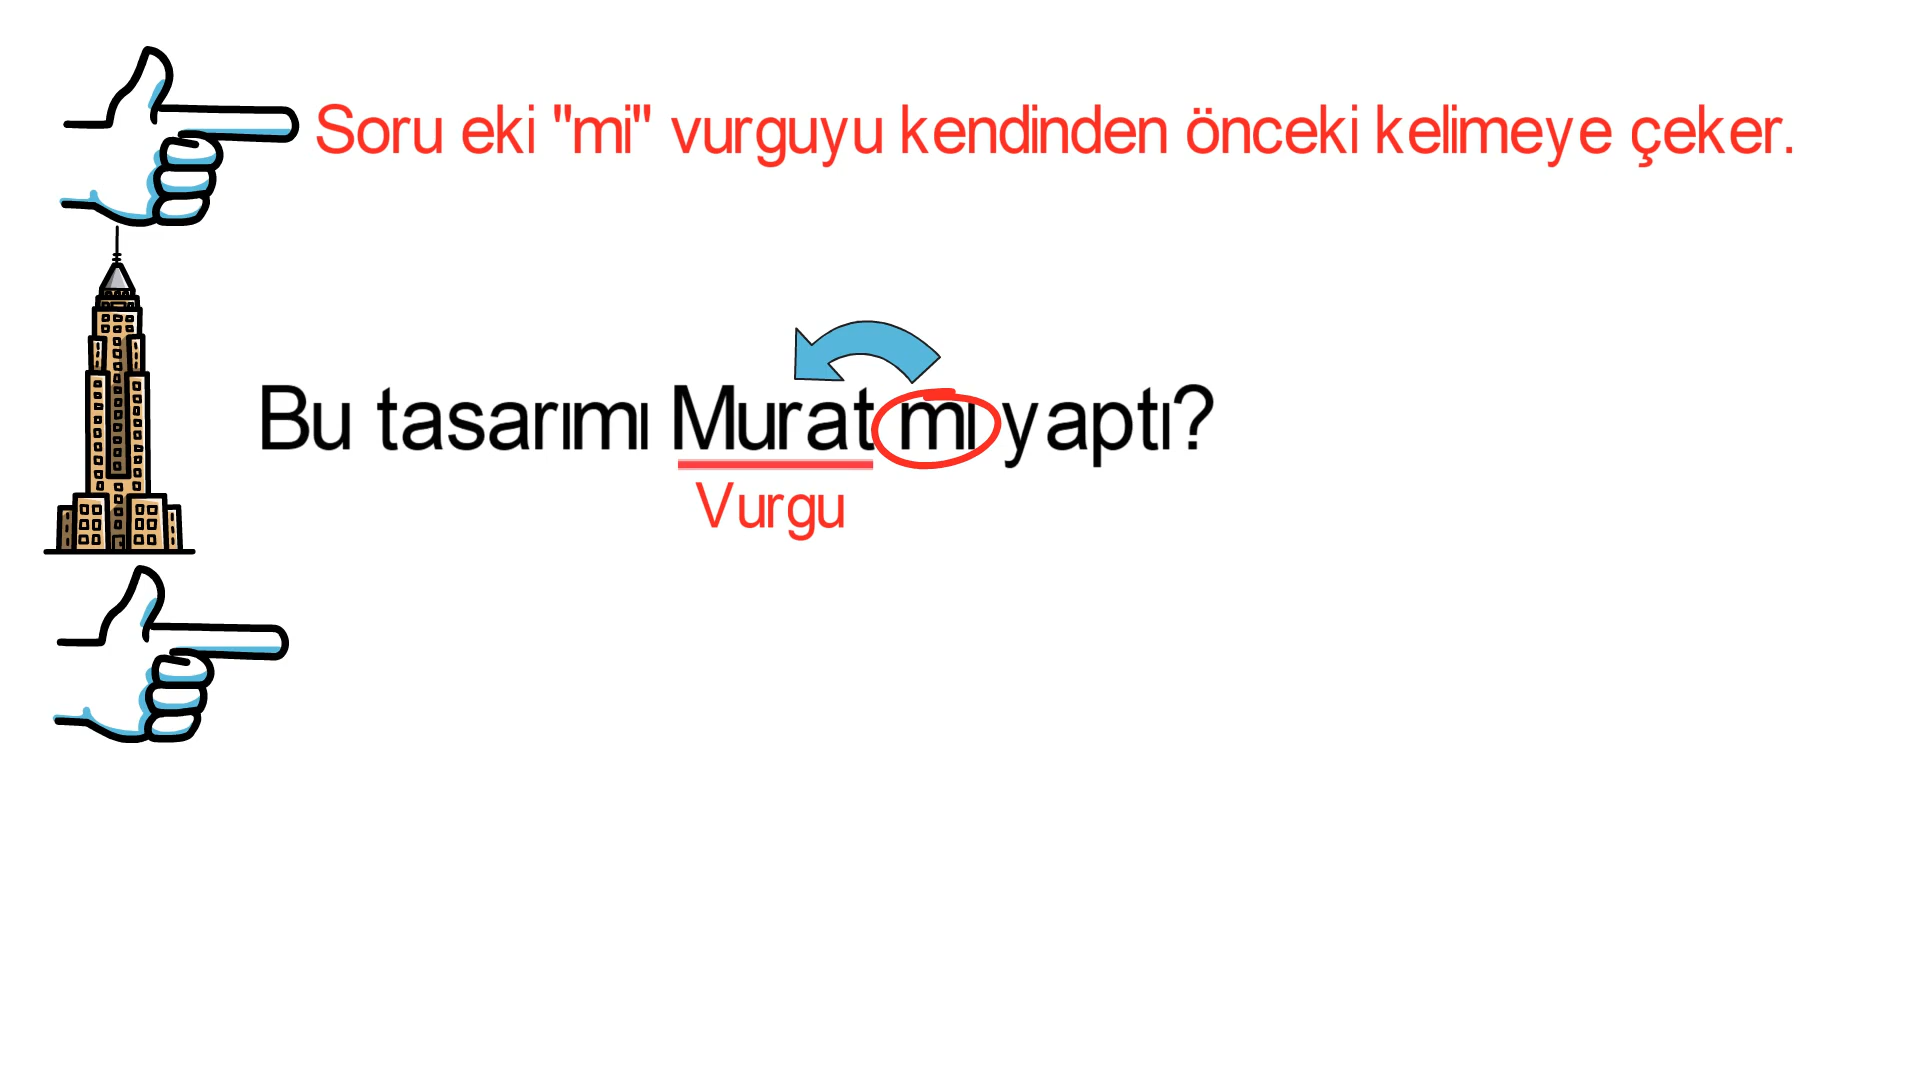 Soru eki "mi" vurguyu kendinden önceki kelimeye çeker.
Bu tasarımı Murat mı yaptı?
Vurgu